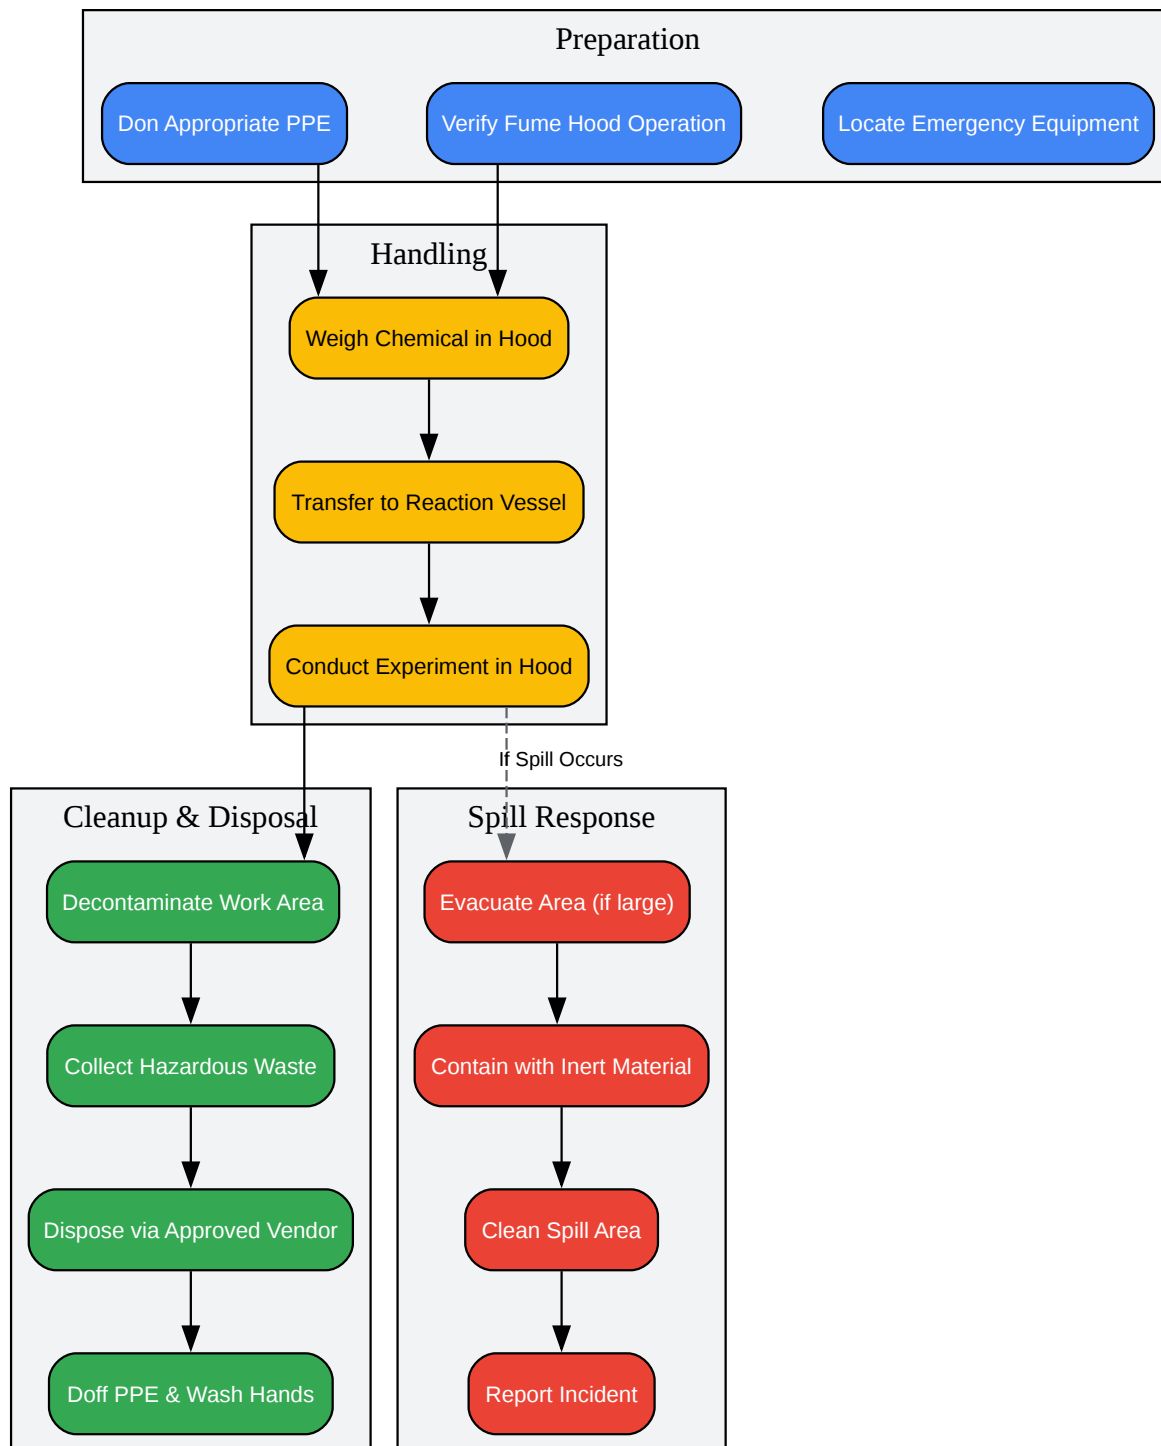 Preparation
Don Appropriate PPE
Verify Fume Hood Operation
Locate Emergency Equipment
Handling
Weigh Chemical in Hood
Transfer to Reaction Vessel
Conduct Experiment in Hood
If Spill Occurs
Cleanup & Disposal
Decontaminate Work Area
Collect Hazardous Waste
Dispose via Approved Vendor
Doff PPE & Wash Hands
Spill Response
Evacuate Area (if large)
Contain with Inert Material
Clean Spill Area
Report Incident